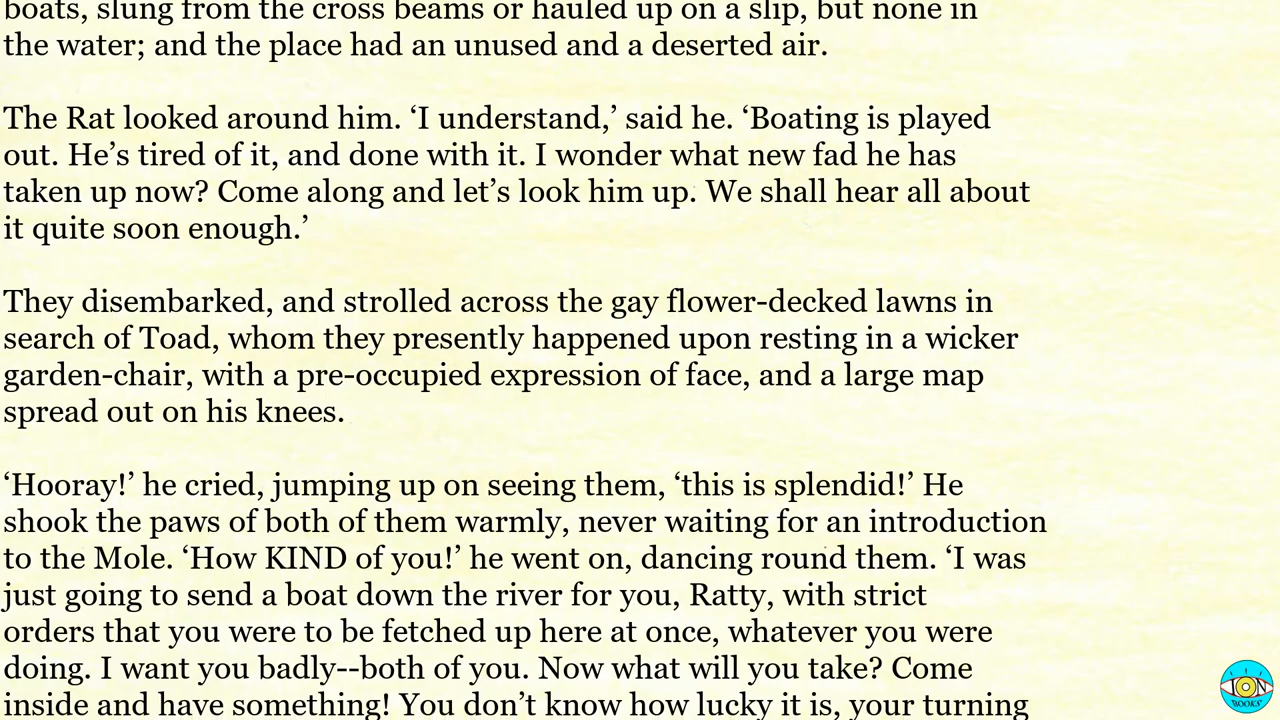 boats, slung from the cross beams or hauled up on a slip, but none in
the water; and the place had an unused and a deserted air.
The Rat looked around him. ‘I understand,’ said he. ‘Boating is played
out. He’s tired of it, and done with it. I wonder what new fad he has
taken up now? Come along and let’s look him up. We shall hear all about
it quite soon enough.’
They disembarked, and strolled across the gay flower-decked lawns in
search of Toad, whom they presently happened upon resting in a wicker
garden-chair, with a pre-occupied expression of face, and a large map
spread out on his knees.
‘Hooray!’ he cried, jumping up on seeing them, ‘this is splendid!’ He
shook the paws of both of them warmly, never waiting for an introduction
to the Mole. ‘How KIND of you!’ he went on, dancing round them. ‘I was
just going to send a boat down the river for you, Ratty, with strict
orders that you were to be fetched up here at once, whatever you were
doing. I want you badly--both of you. Now what will you take? Come
inside and have something! You don’t know how lucky it is, your turning
ION
BOOKS